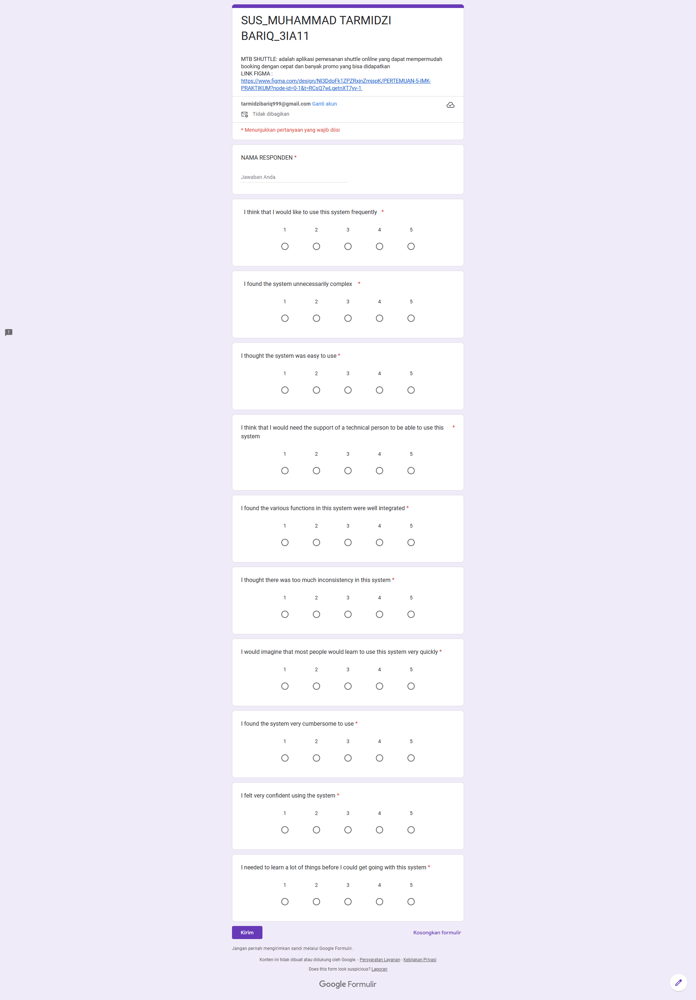 SUS_MUHAMMAD TARMIDZI
BARIQ_3IA11
MTB SHUTTLE: adalah aplikasi pemesanan shuttle onlilne yang dapat mempermudah
booking dengan cepat dan banyak promo yang bisa didapatkan
LINK FIGMA :
https://www.figma.com/design/NI3DdoFk1ZPZRxjnZmjspK/PERTEMUAN-5-IMK-
PRAKTIKUM?node-id=0-1&t=RCsQ7wLgetnXT7yv-1
tarmidzibariq999@gmail.com Ganti akun
Tidak dibagikan
* Menunjukkan pertanyaan yang wajib diisi
NAMA RESPONDEN *
Jawaban Anda
I think that I would like to use this system frequently *
1 2 3 4 5
I found the system unnecessarily complex *
1 2 3 4 5
I thought the system was easy to use *
1 2 3 4 5
I think that I would need the support of a technical person to be able to use this *
system
1 2 3 4 5
I found the various functions in this system were well integrated *
1 2 3 4 5
I thought there was too much inconsistency in this system *
1 2 3 4 5
I would imagine that most people would learn to use this system very quickly *
1 2 3 4 5
I found the system very cumbersome to use *
1 2 3 4 5
I felt very confident using the system *
1 2 3 4 5
I needed to learn a lot of things before I could get going with this system *
1 2 3 4 5
Kirim Kosongkan formulir
Jangan pernah mengirimkan sandi melalui Google Formulir.
Konten ini tidak dibuat atau didukung oleh Google. - Persyaratan Layanan - Kebijakan Privasi
Does this form look suspicious? Laporan
Google Formulir